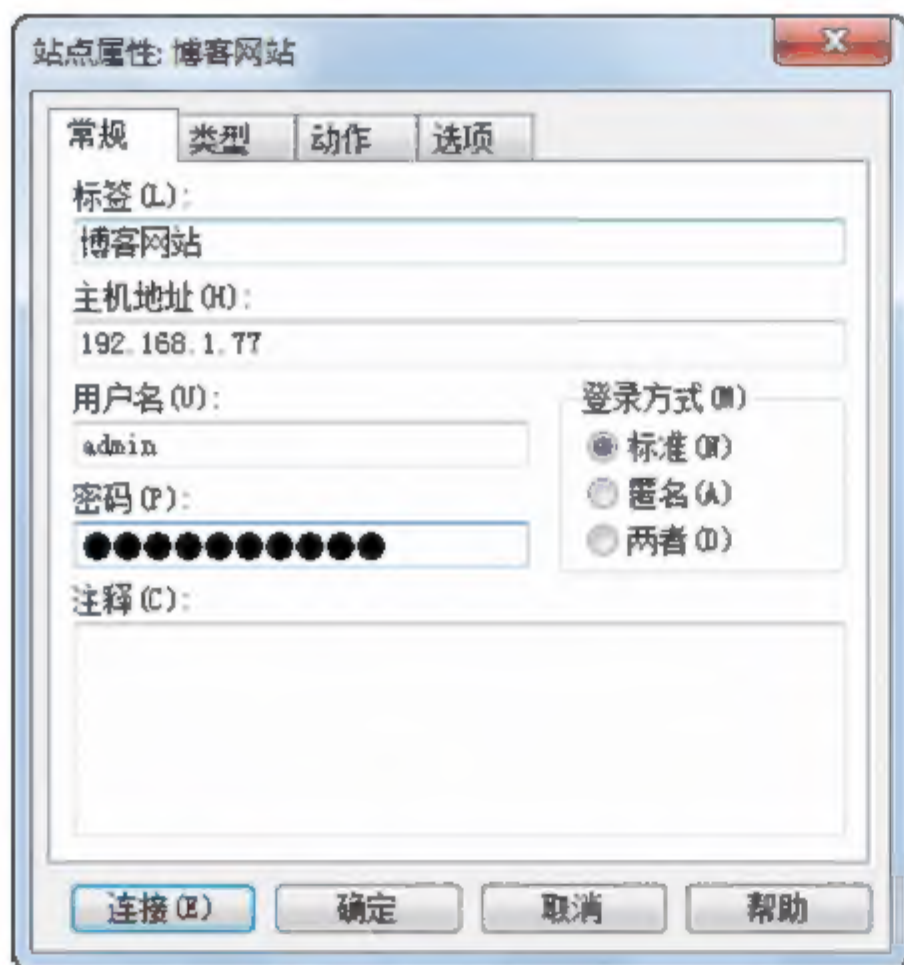 站点属性: 博客网站
常规 类型 动作 选项
标签(L):
博客网站
主机地址(H):
192.168.1.77
用户名(U):
admin
登录方式(M)
标准(N)
匿名(A)
两者(D)
密码(P):
●●●●●●●●●●
注释(C):
连接(E) 确定 取消 帮助